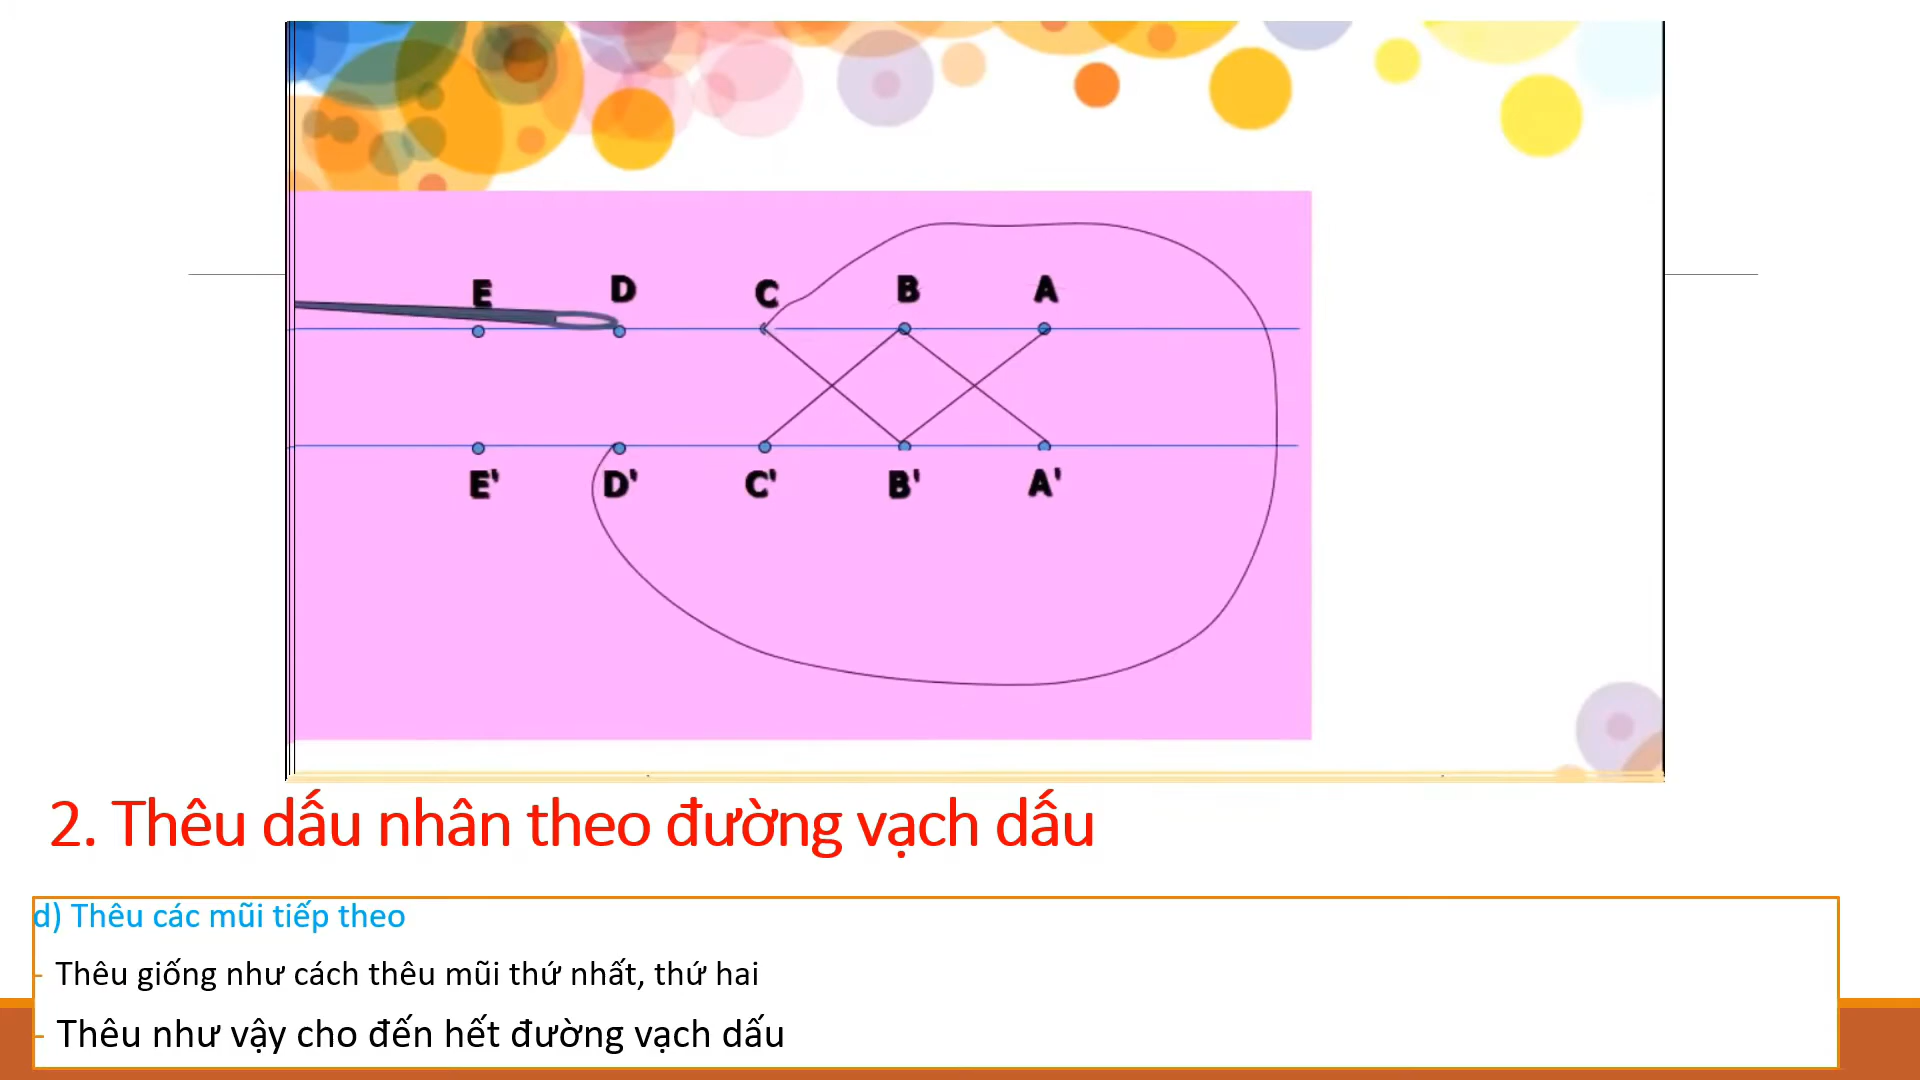 E D C B A
E' D' C' B' A'
2. Thêu dấu nhân theo đường vạch dấu
d) Thêu các mũi tiếp theo
- Thêu giống như cách thêu mũi thứ nhất, thứ hai
- Thêu như vậy cho đến hết đường vạch dấu